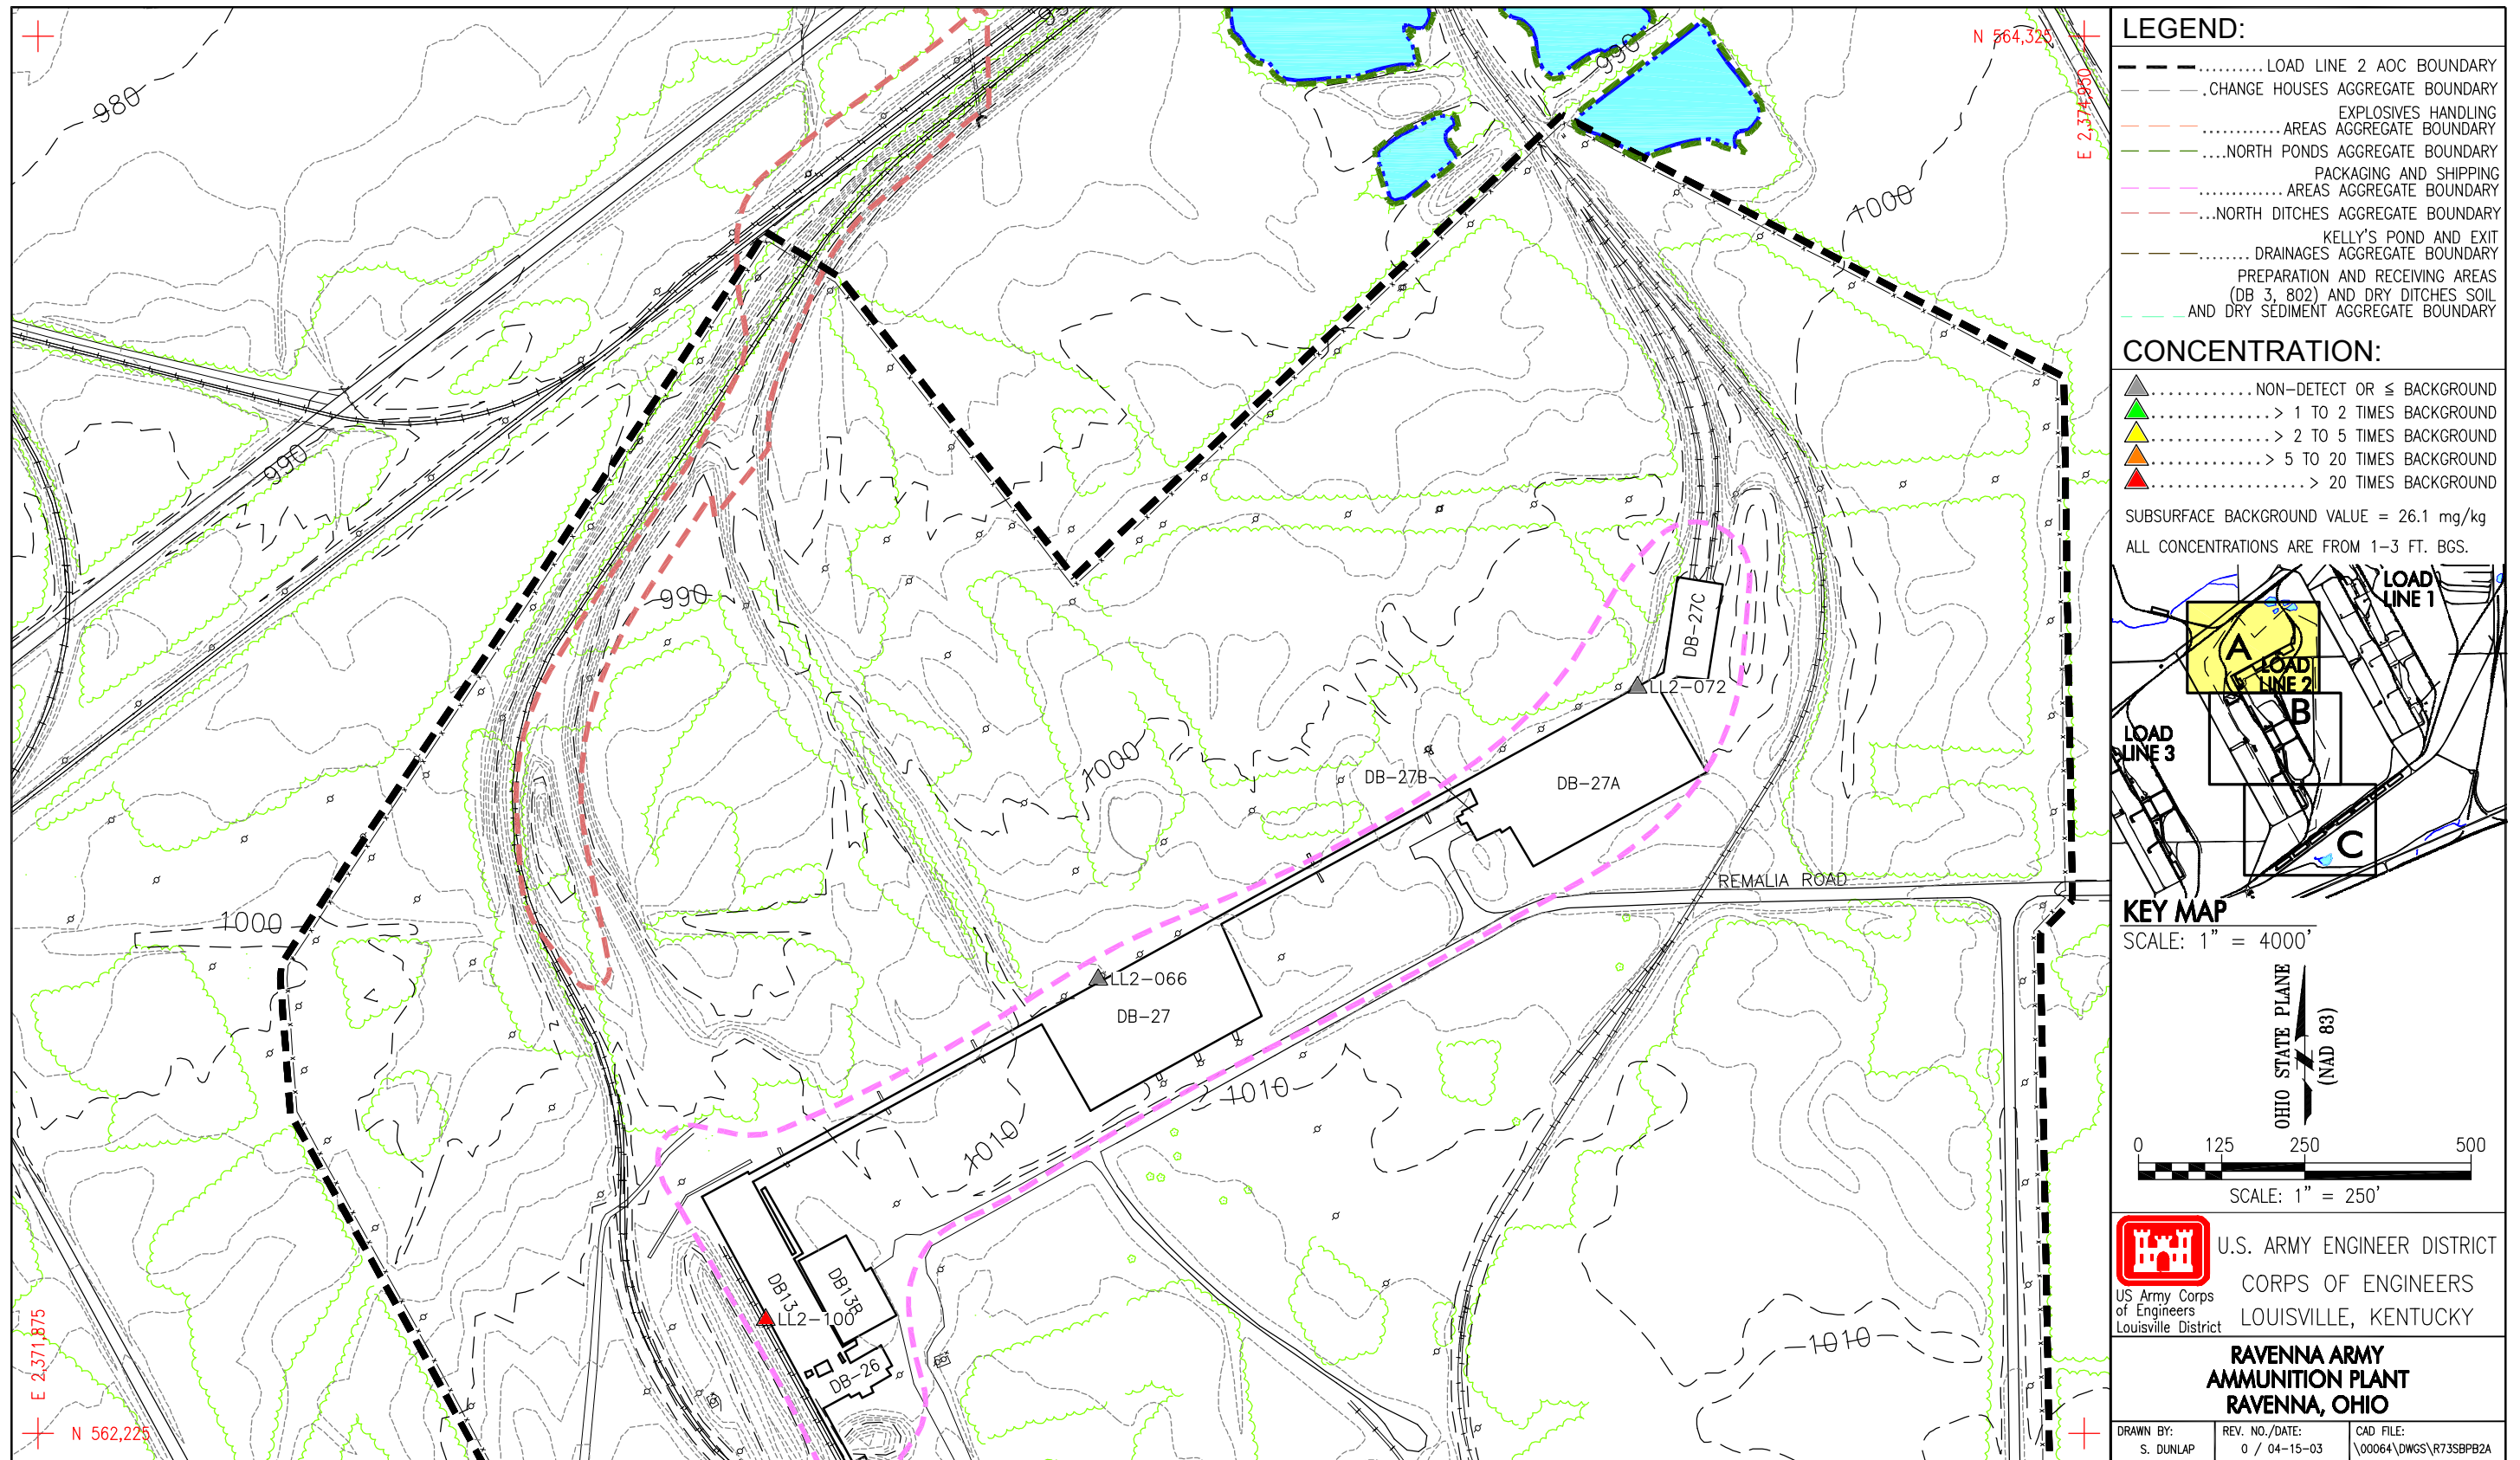 980
990
N 564,325
E 2,374,950
1000
990
990
DB-27C
LL2-072
1000
DB-27B
DB-27A
REMALIA ROAD
1000
LL2-066
DB-27
1010
1010
DB13
DB13B
LL2-100
DB-26
1010
E 2,371,875
N 562,225
LEGEND:
LOAD LINE 2 AOC BOUNDARY
CHANGE HOUSES AGGREGATE BOUNDARY
EXPLOSIVES HANDLING
AREAS AGGREGATE BOUNDARY
NORTH PONDS AGGREGATE BOUNDARY
PACKAGING AND SHIPPING
AREAS AGGREGATE BOUNDARY
NORTH DITCHES AGGREGATE BOUNDARY
KELLY'S POND AND EXIT
DRAINAGES AGGREGATE BOUNDARY
PREPARATION AND RECEIVING AREAS
(DB 3, 802) AND DRY DITCHES SOIL
AND DRY SEDIMENT AGGREGATE BOUNDARY
CONCENTRATION:
NON-DETECT OR ≤ BACKGROUND
> 1 TO 2 TIMES BACKGROUND
> 2 TO 5 TIMES BACKGROUND
> 5 TO 20 TIMES BACKGROUND
> 20 TIMES BACKGROUND
SUBSURFACE BACKGROUND VALUE = 26.1 mg/kg
ALL CONCENTRATIONS ARE FROM 1-3 FT. BGS.
LOAD
LINE 1
A
LOAD
LINE 2
B
LOAD
LINE 3
C
KEY MAP
SCALE: 1" = 4000'
OHIO STATE PLANE
(NAD 83)
0 125 250 500
SCALE: 1" = 250'
US Army Corps
of Engineers
Louisville District
U.S. ARMY ENGINEER DISTRICT
CORPS OF ENGINEERS
LOUISVILLE, KENTUCKY
RAVENNA ARMY
AMMUNITION PLANT
RAVENNA, OHIO
DRAWN BY:
S. DUNLAP
REV. NO./DATE:
0 / 04-15-03
CAD FILE:
\00064\DWGS\R73SBPB2A